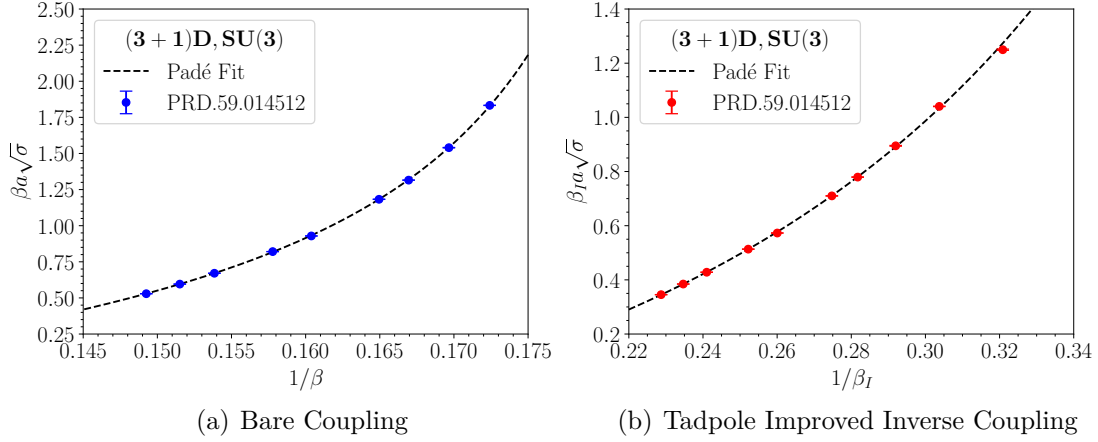 2.50
2.25
2.00
1.75
1.50
1.25
1.00
0.75
0.50
0.25
βa√σ
(3 + 1)D, SU(3)
Padé Fit
PRD.59.014512
0.145 0.150 0.155 0.160 0.165 0.170 0.175
1/β
(a) Bare Coupling
1.4
1.2
1.0
0.8
0.6
0.4
0.2
β_I a√σ
(3 + 1)D, SU(3)
Padé Fit
PRD.59.014512
0.22 0.24 0.26 0.28 0.30 0.32 0.34
1/β_I
(b) Tadpole Improved Inverse Coupling